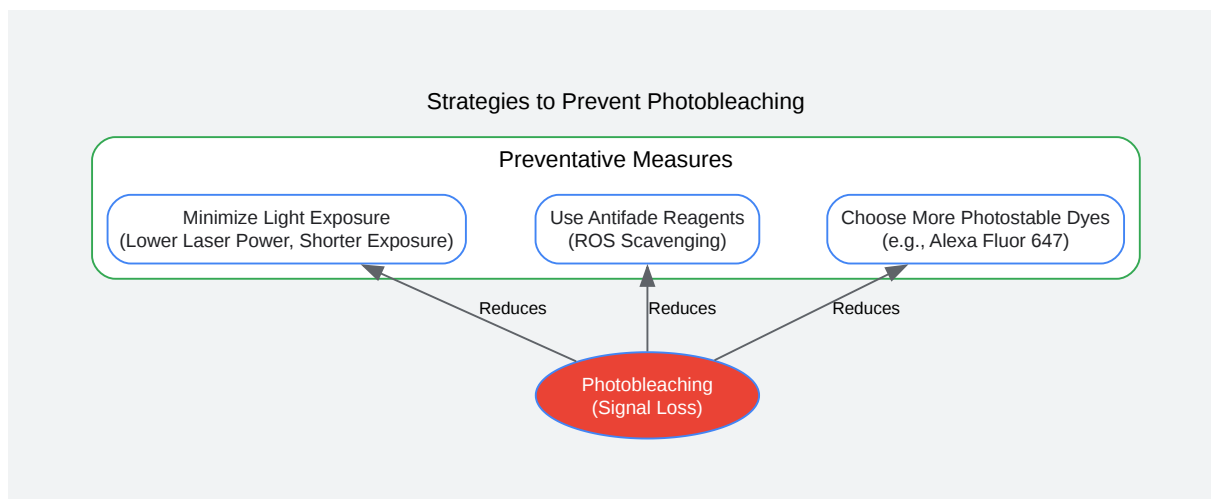 Strategies to Prevent Photobleaching
Preventative Measures
Minimize Light Exposure
(Lower Laser Power, Shorter Exposure)
Use Antifade Reagents
(ROS Scavenging)
Choose More Photostable Dyes
(e.g., Alexa Fluor 647)
Reduces
Reduces
Reduces
Photobleaching
(Signal Loss)